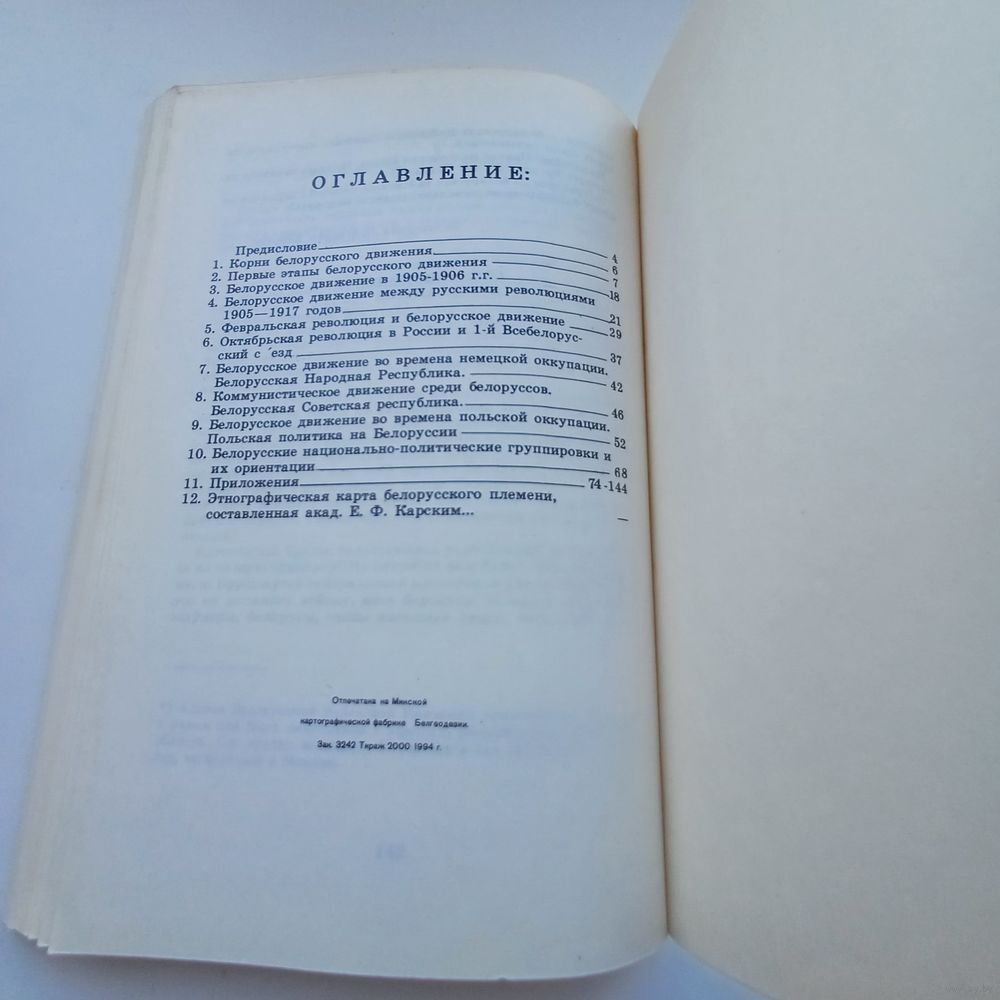 ОГЛАВЛЕНИЕ:
Предисловие 4
1. Корни белорусского движения 6
2. Первые этапы белорусского движения 7
3. Белорусское движение в 1905-1906 г.г. 18
4. Белорусское движение между русскими революциями
1905—1917 годов 21
5. Февральская революция и белорусское движение 29
6. Октябрьская революция в России и 1-й Всебелорус-
ский с ´езд 37
7. Белорусское движение во времена немецкой оккупации.
Белорусская Народная Республика. 42
8. Коммунистическое движение среди белоруссов.
Белорусская Советская республика. 46
9. Белорусское движение во времена польской оккупации.
Польская политика на Белоруссии 52
10. Белорусские национально-политические группировки и
их ориентации 68
11. Приложения 74-144
12. Этнографическая карта белорусского племени,
составленная акад. Е. Ф. Карским... —
Отпечатана на Минской
картографической фабрике Белгеодезии.
Зак. 3242 Тираж 2000 1994 г.